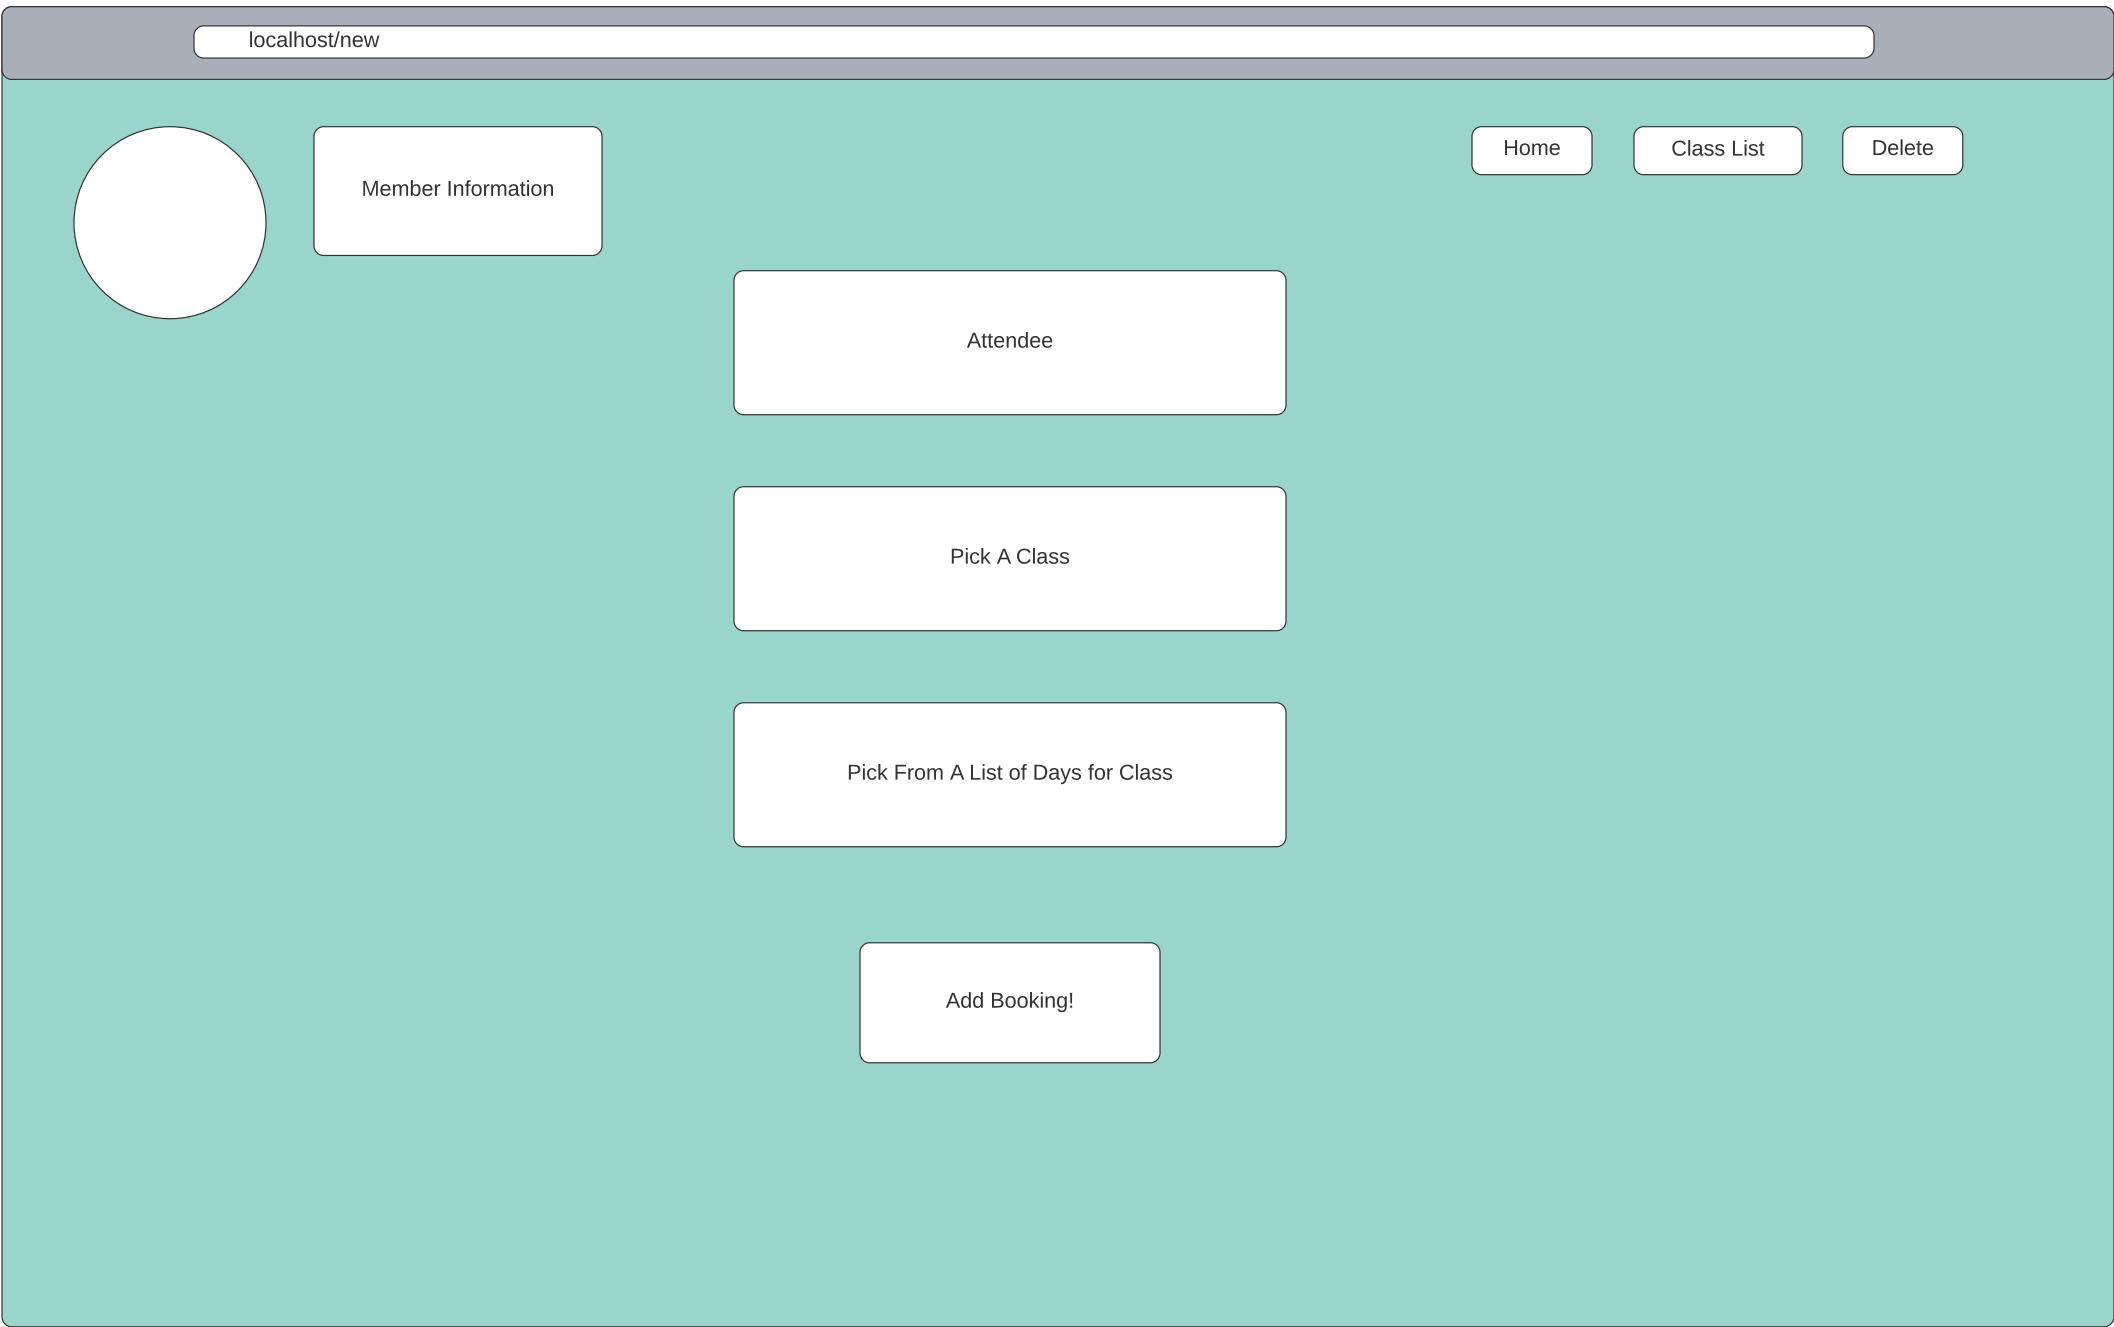 localhost/new
Home
Class List
Delete
Member Information
Attendee
Pick A Class
Pick From A List of Days for Class
Add Booking!